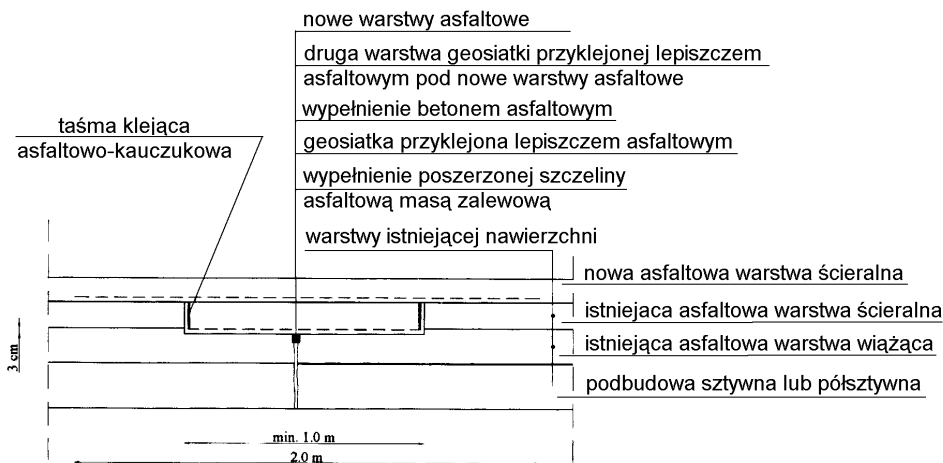 nowe warstwy asfaltowe
druga warstwa geosiatki przyklejonej lepiszczem
asfaltowym pod nowe warstwy asfaltowe
wypełnienie betonem asfaltowym
geosiatka przyklejona lepiszczem asfaltowym
wypełnienie poszerzonej szczeliny
asfaltową masą zalewową
warstwy istniejącej nawierzchni
taśma klejąca
asfaltowo-kauczukowa
nowa asfaltowa warstwa ścieralna
istniejaca asfaltowa warstwa ścieralna
istniejąca asfaltowa warstwa wiążąca
podbudowa sztywna lub półsztywna
3 cm
min. 1.0 m
2.0 m